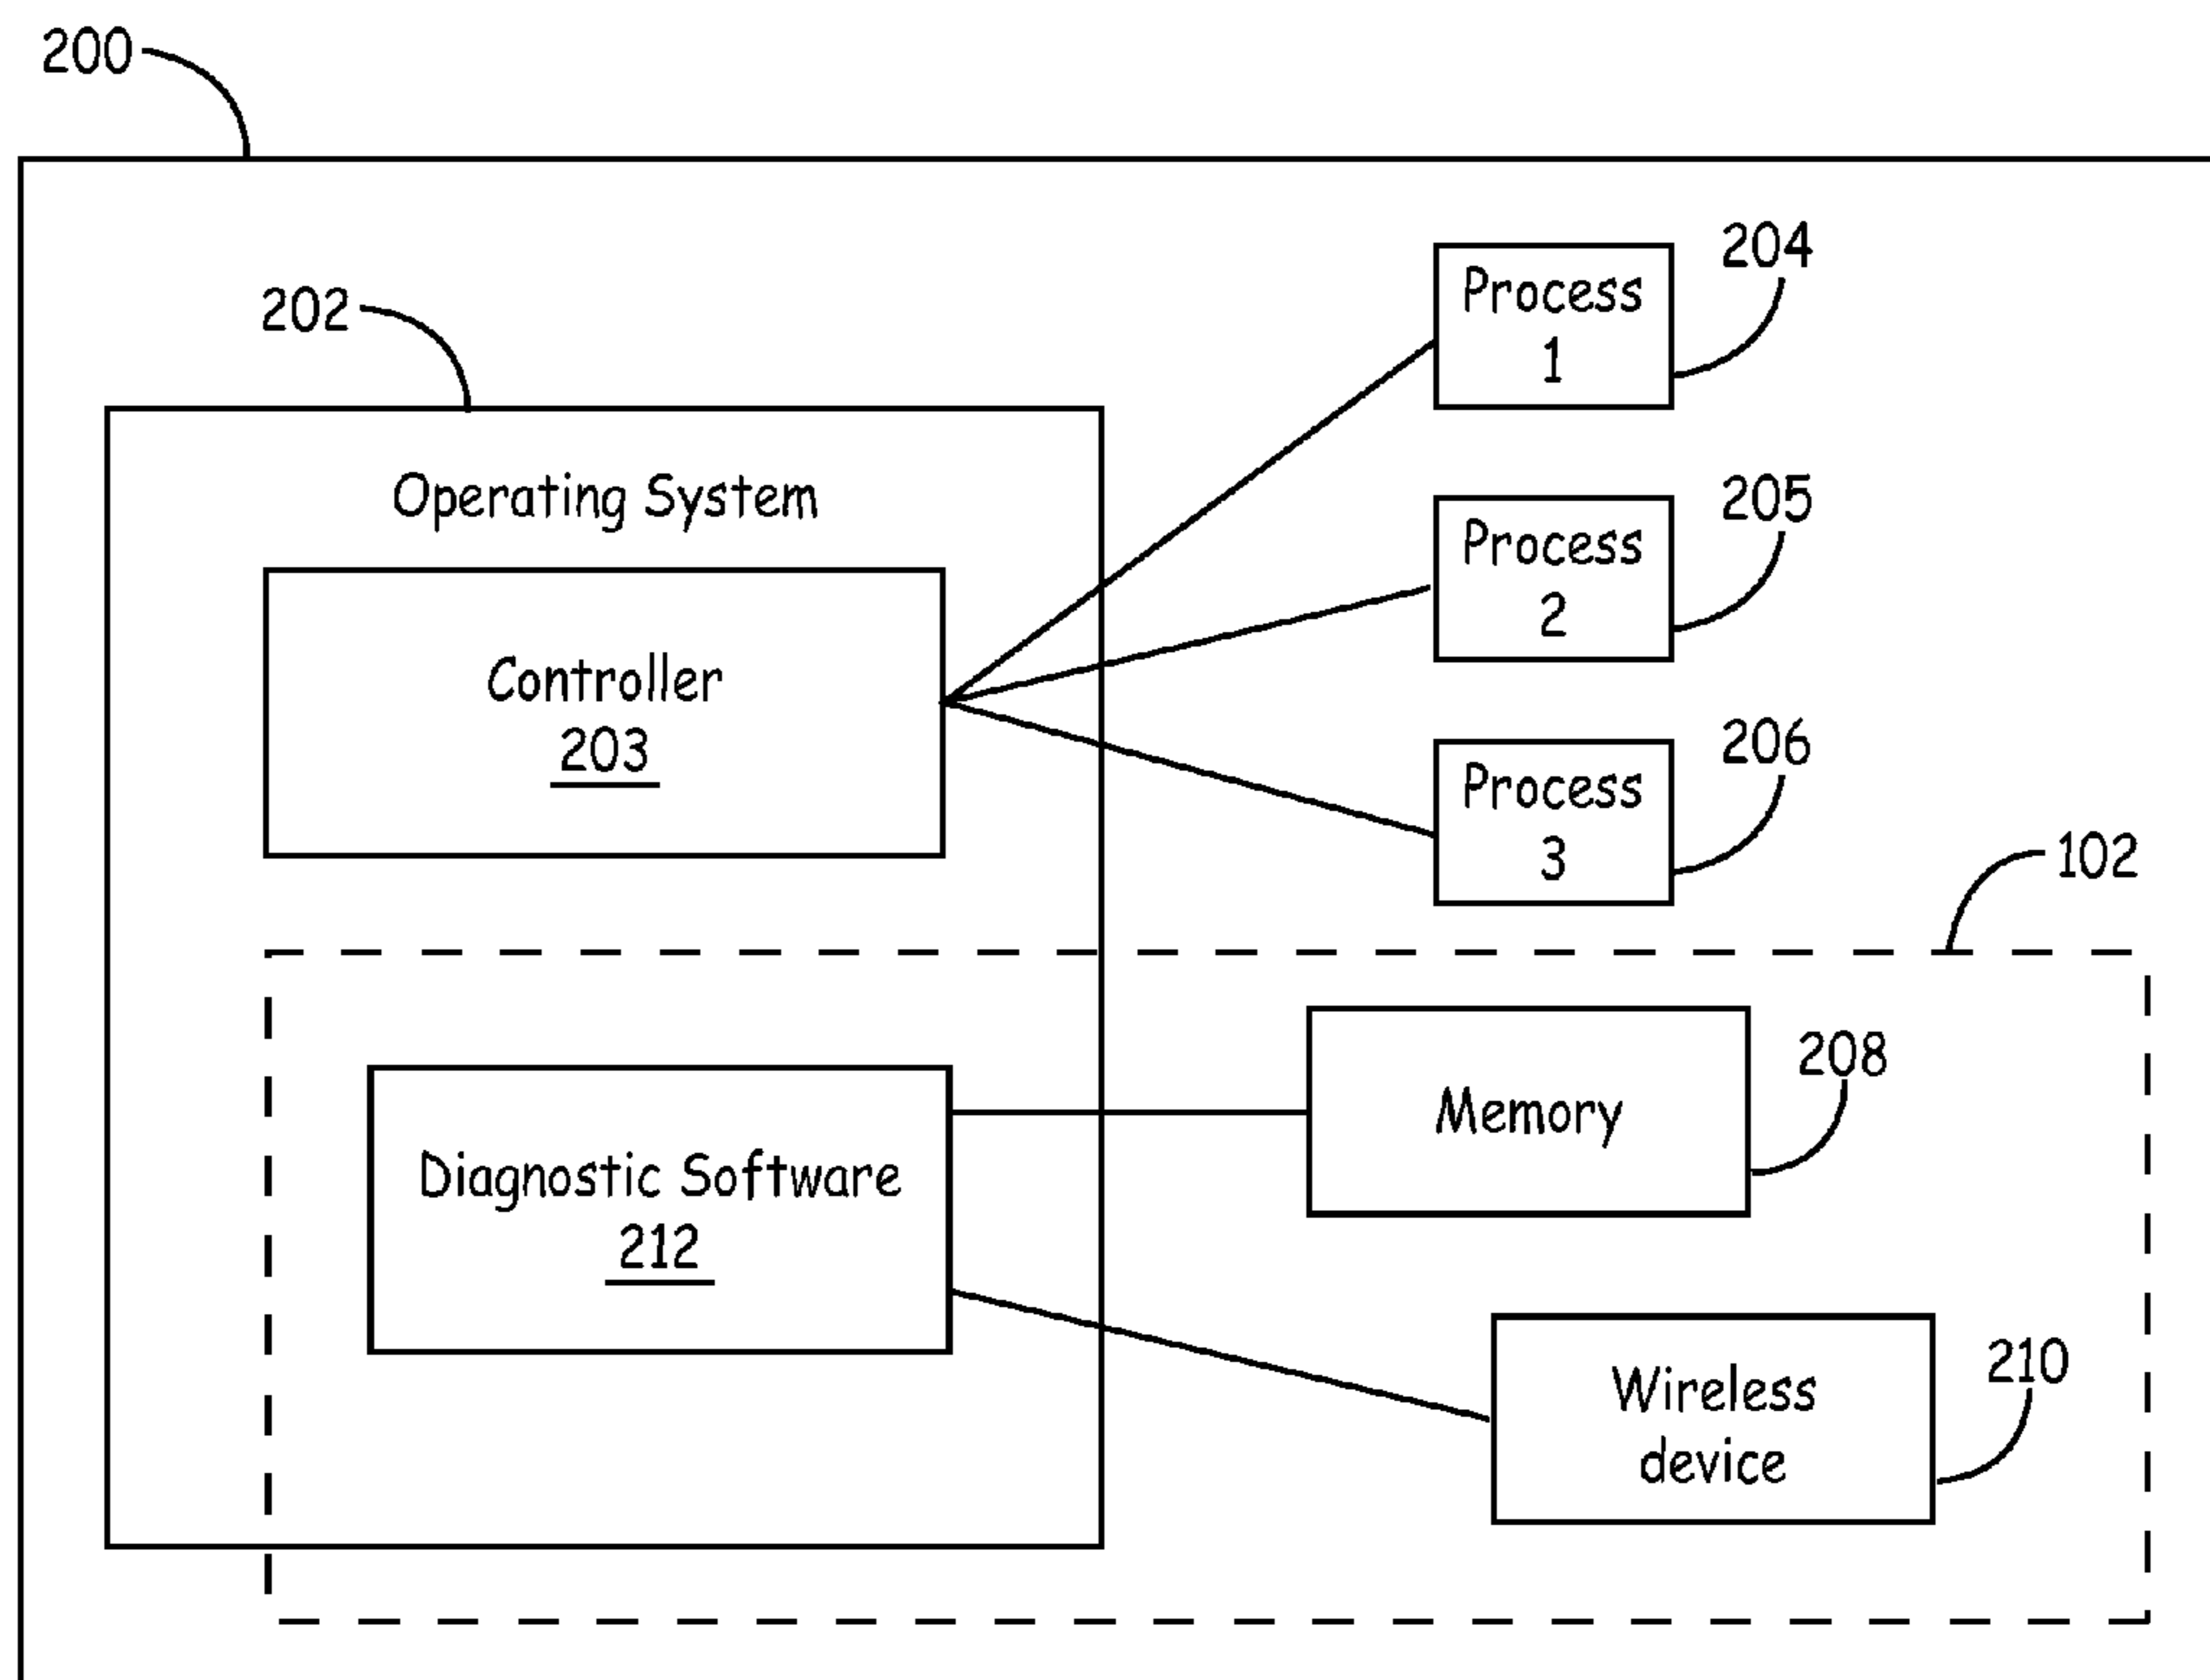 200
204
Process
1
202
205
Process
2
Operating System
Controller
203
206
Process
3
102
208
Memory
Diagnostic Software
212
210
Wireless
device